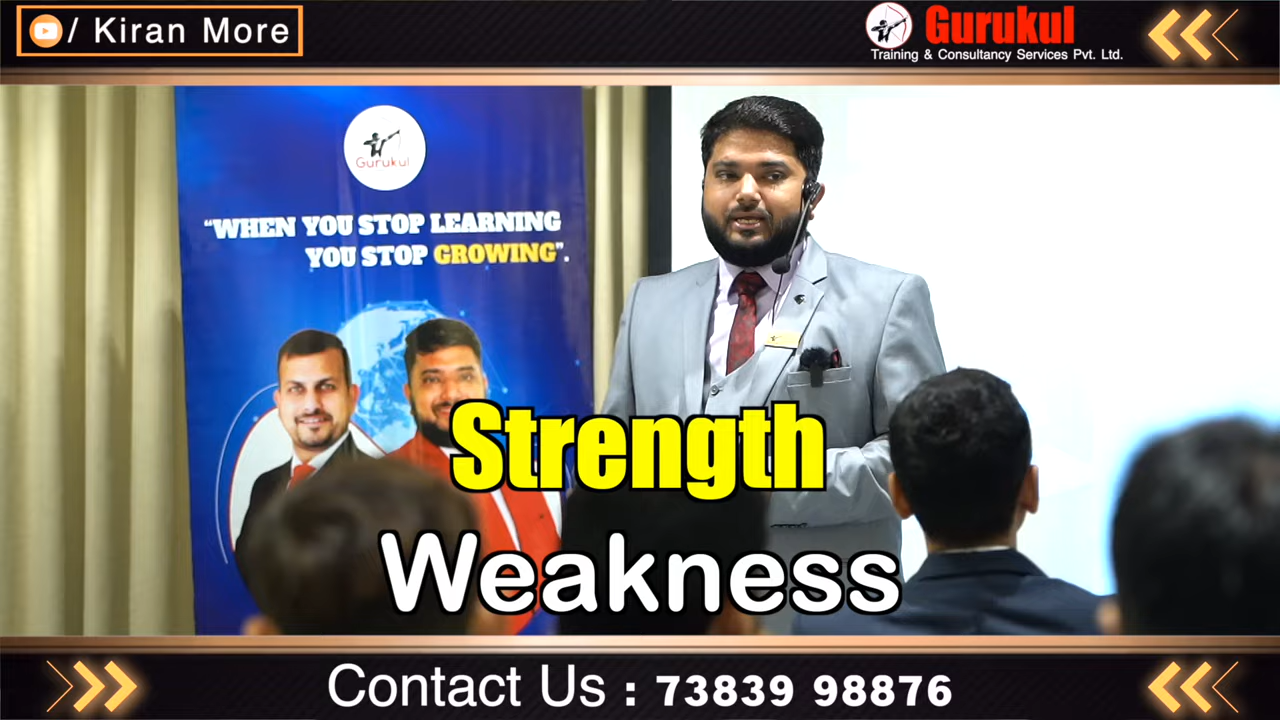 / Kiran More
Gurukul
Training & Consultancy Services Pvt. Ltd.
Gurukul
“WHEN YOU STOP LEARNING
YOU STOP GROWING”.
Strength
Weakness
Contact Us : 73839 98876